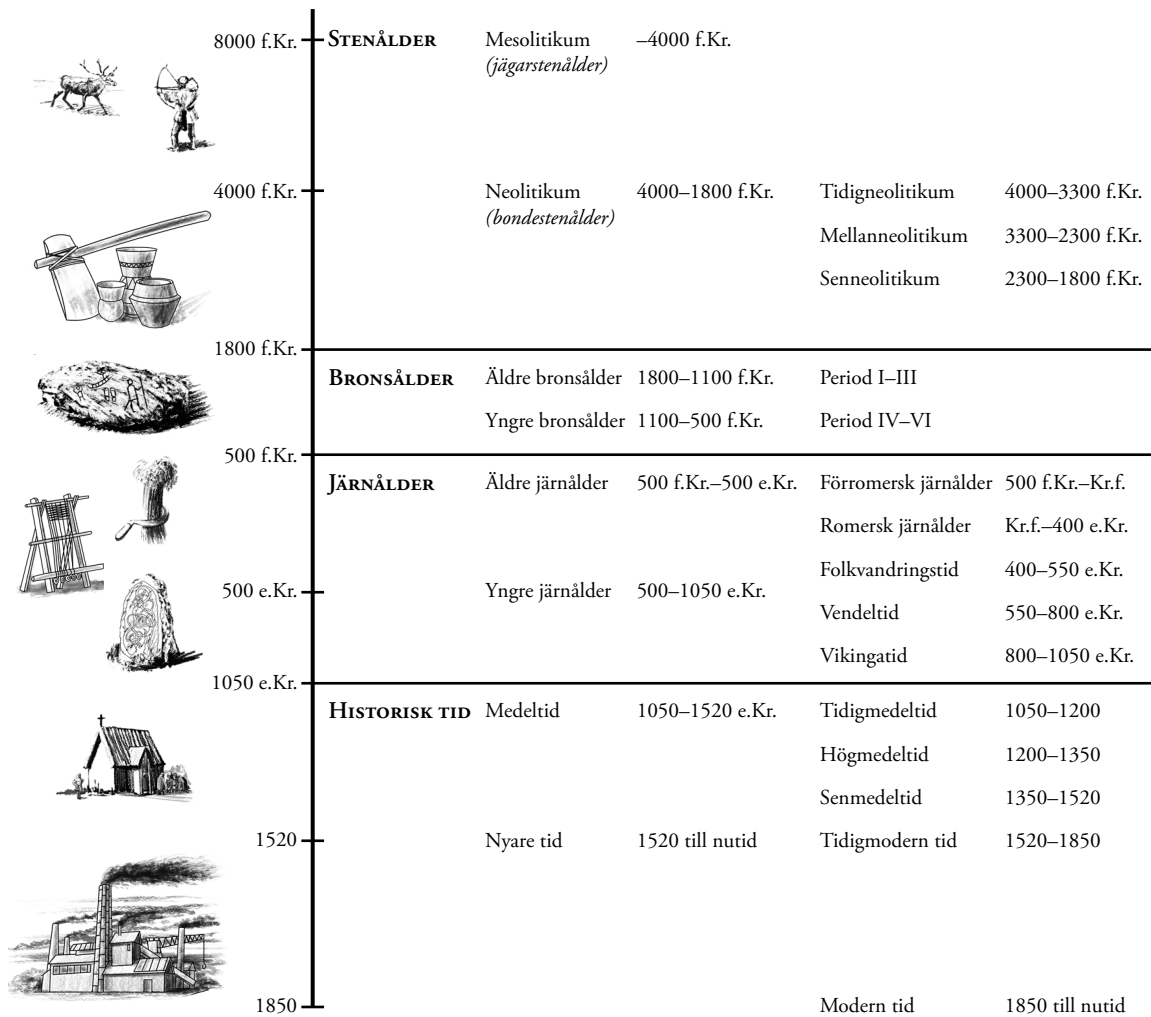 8000 f.Kr. STENÅLDER Mesolitikum –4000 f.Kr.
(jägarstenålder)
4000 f.Kr. Neolitikum 4000–1800 f.Kr. Tidigneolitikum 4000–3300 f.Kr.
(bondestenålder)
Mellanneolitikum 3300–2300 f.Kr.
Senneolitikum 2300–1800 f.Kr.
1800 f.Kr.
BRONSÅLDER Äldre bronsålder 1800–1100 f.Kr. Period I–III
Yngre bronsålder 1100–500 f.Kr. Period IV–VI
500 f.Kr.
JÄRNÅLDER Äldre järnålder 500 f.Kr.–500 e.Kr. Förromersk järnålder 500 f.Kr.–Kr.f.
Romersk järnålder Kr.f.–400 e.Kr.
Folkvandringstid 400–550 e.Kr.
500 e.Kr. Yngre järnålder 500–1050 e.Kr.
Vendeltid 550–800 e.Kr.
Vikingatid 800–1050 e.Kr.
1050 e.Kr.
HISTORISK TID Medeltid 1050–1520 e.Kr. Tidigmedeltid 1050–1200
Högmedeltid 1200–1350
Senmedeltid 1350–1520
1520 Nyare tid 1520 till nutid Tidigmodern tid 1520–1850
1850 Modern tid 1850 till nutid